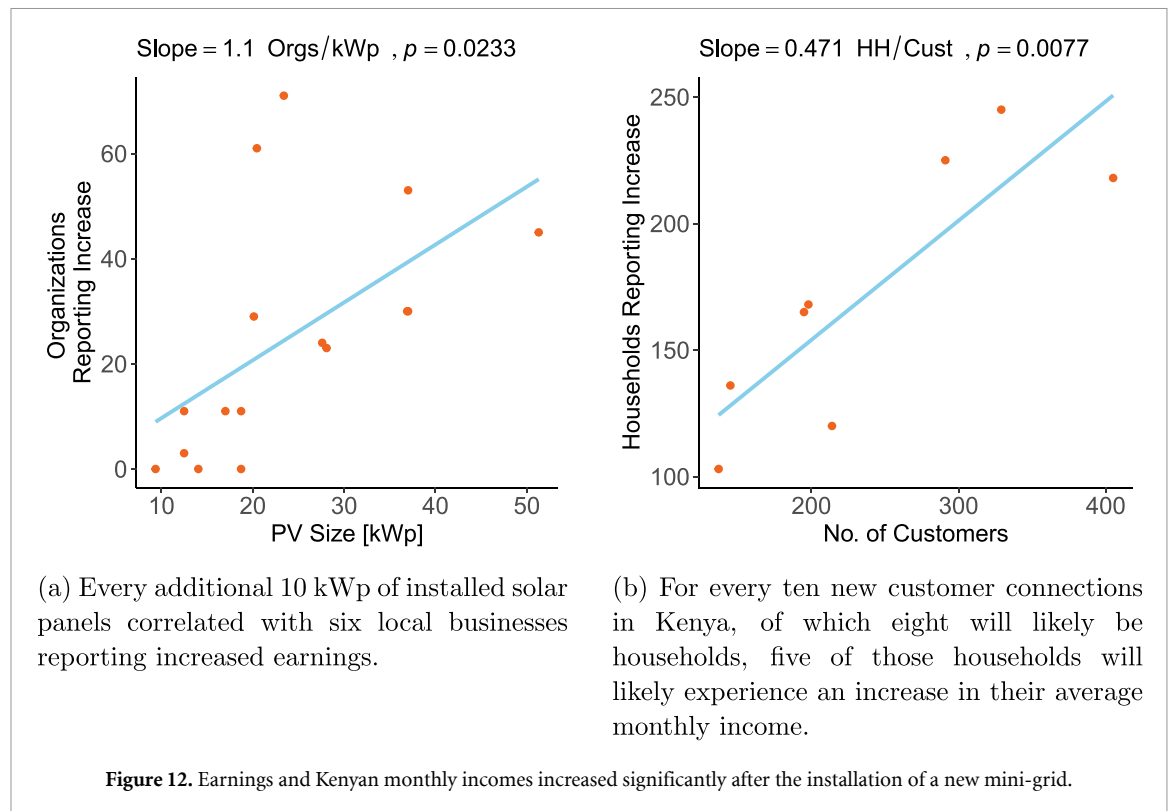 Slope = 1.1 Orgs/kWp , p = 0.0233
Organizations
Reporting Increase
60
40
20
0
10 20 30 40 50
PV Size [kWp]
Slope = 0.471 HH/Cust , p = 0.0077
Households Reporting Increase
250
200
150
100
200 300 400
No. of Customers
(a) Every additional 10 kWp of installed solar
panels correlated with six local businesses
reporting increased earnings.
(b) For every ten new customer connections
in Kenya, of which eight will likely be
households, five of those households will
likely experience an increase in their average
monthly income.
Figure 12. Earnings and Kenyan monthly incomes increased significantly after the installation of a new mini-grid.